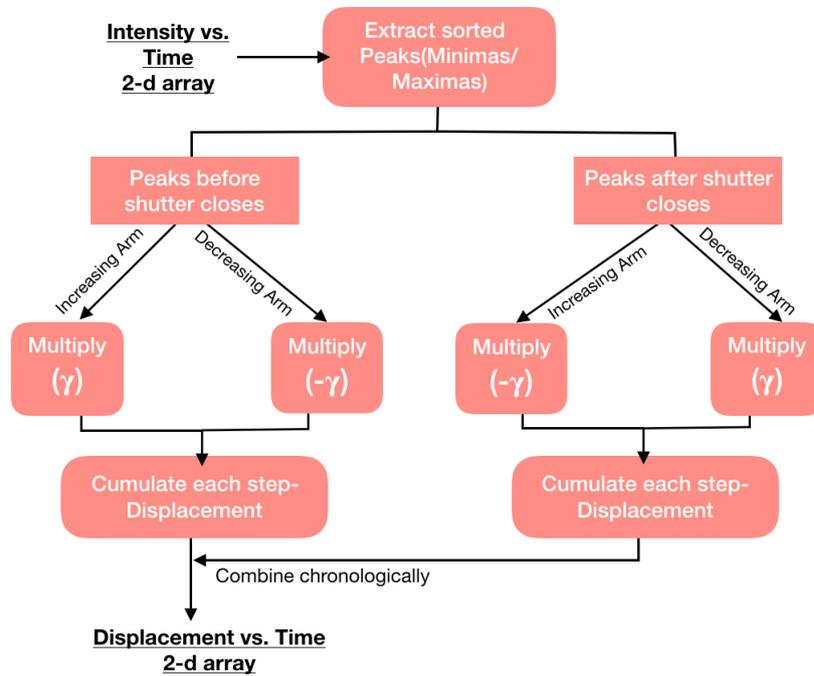 Intensity vs.
Time
2-d array
Extract sorted
Peaks(Minimas/
Maximas)
Peaks before
shutter closes
Peaks after shutter
closes
Increasing Arm
Decreasing Arm
Increasing Arm
Decreasing Arm
Multiply
(γ)
Multiply
(-γ)
Multiply
(-γ)
Multiply
(γ)
Cumulate each step-
Displacement
Cumulate each step-
Displacement
Combine chronologically
Displacement vs. Time
2-d array